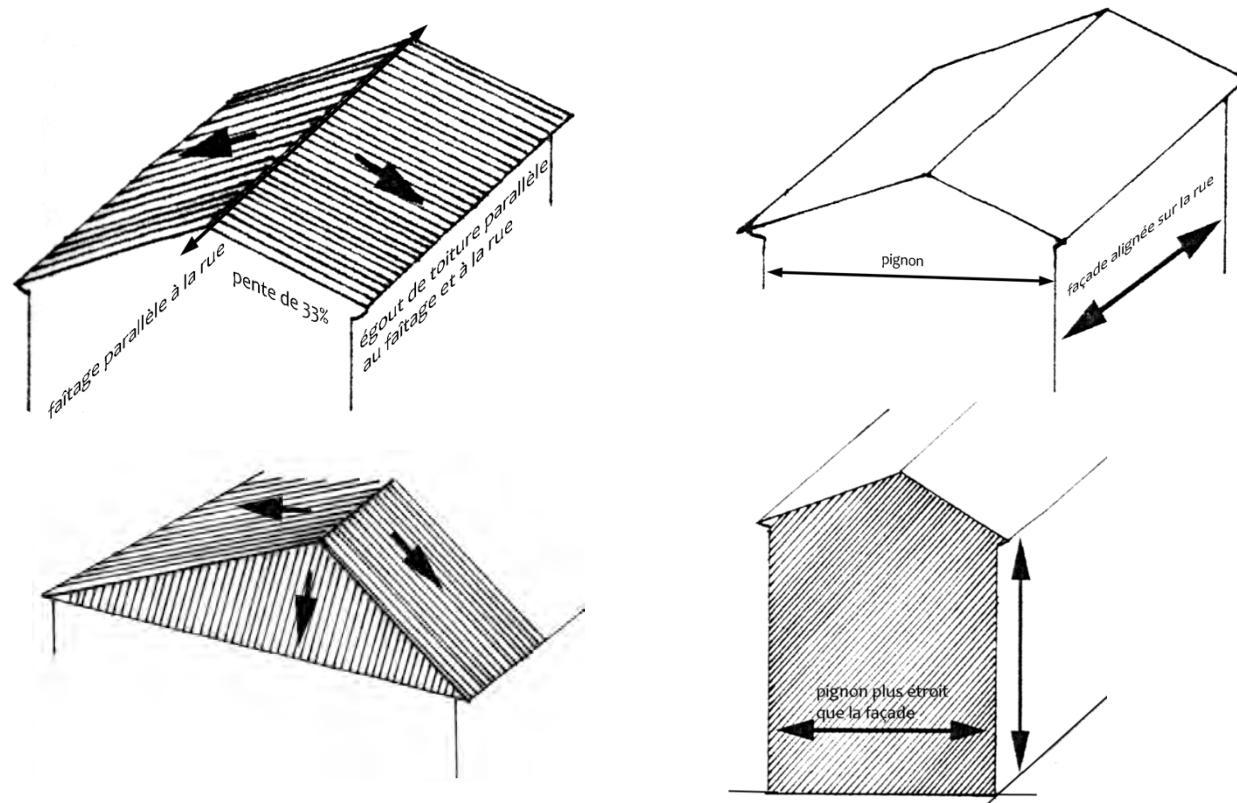 faîtage parallèle à la rue
pente de 33%
égout de toiture parallèle
au faîtage et à la rue
pignon
façade alignée sur la rue
pignon plus étroit
que la façade